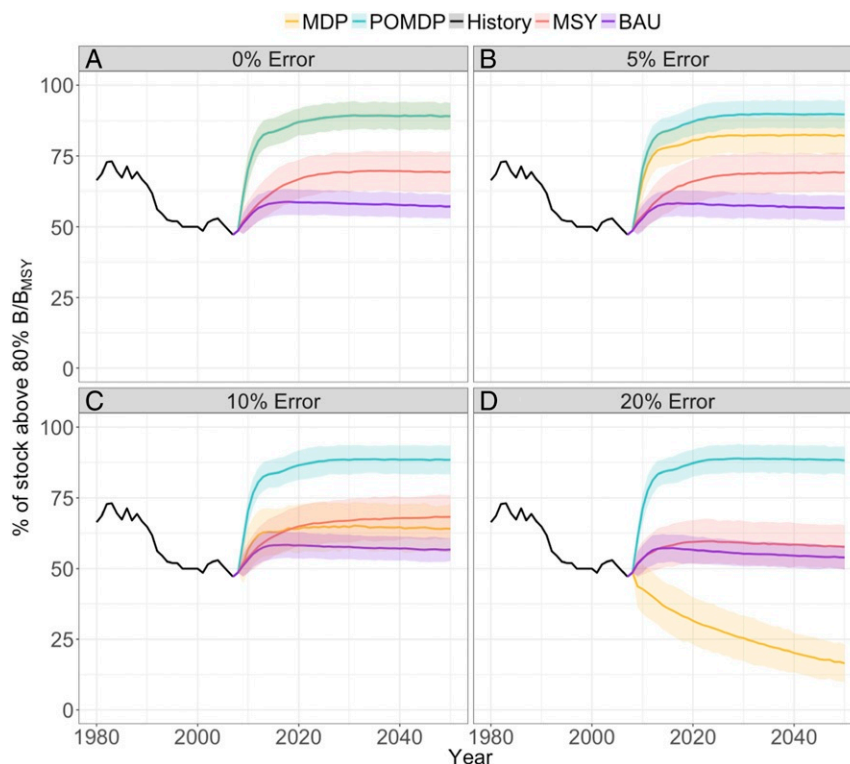 MDP POMDP History MSY BAU
A 0% Error B 5% Error
100
75
50
25
0
C 10% Error D 20% Error
100
75
50
25
0
1980 2000 2020 2040 1980 2000 2020 2040
Year
% of stock above 80% B/BMSY